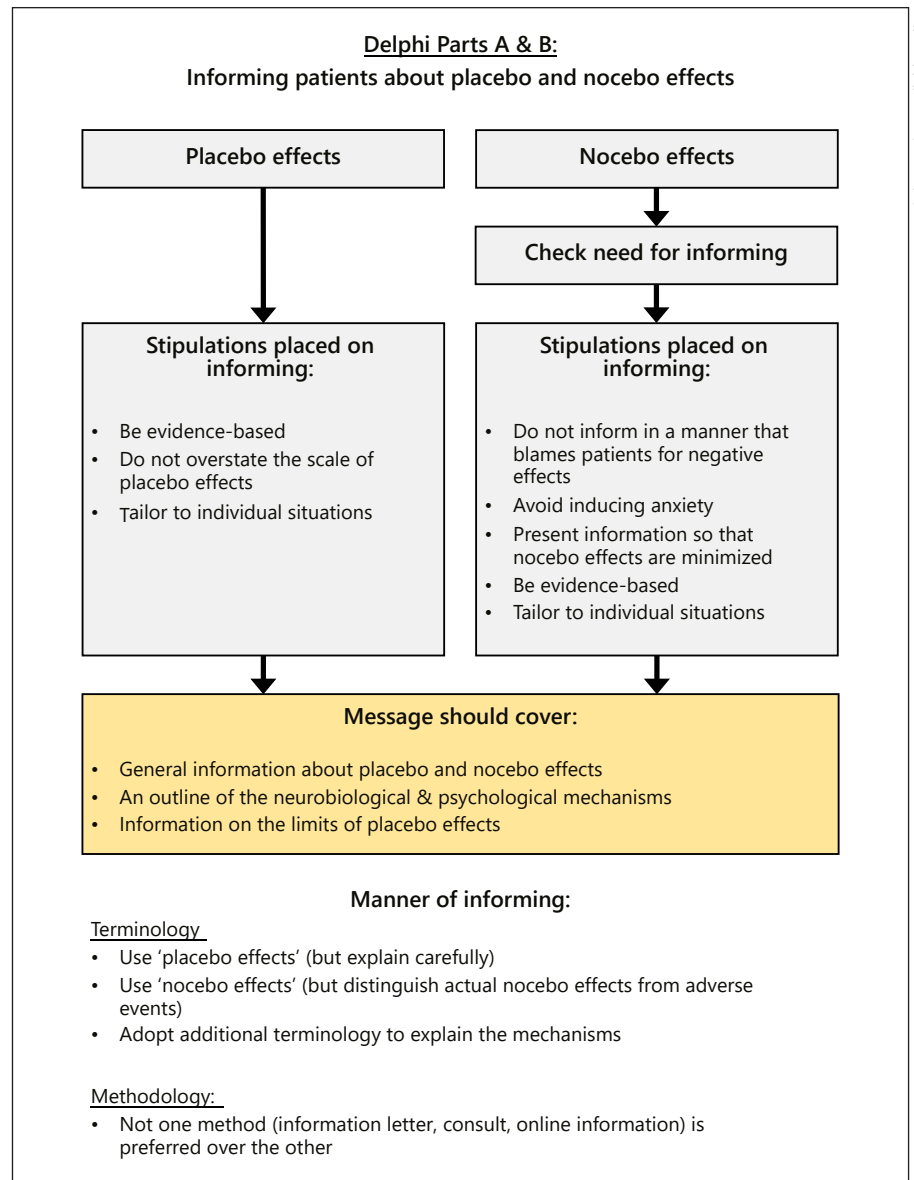 Delphi Parts A & B:
Informing patients about placebo and nocebo effects
Placebo effects
Nocebo effects
Check need for informing
Stipulations placed on
informing:
• Be evidence-based
• Do not overstate the scale of
placebo effects
• Tailor to individual situations
Stipulations placed on
informing:
• Do not inform in a manner that
blames patients for negative
effects
• Avoid inducing anxiety
• Present information so that
nocebo effects are minimized
• Be evidence-based
• Tailor to individual situations
Message should cover:
• General information about placebo and nocebo effects
• An outline of the neurobiological & psychological mechanisms
• Information on the limits of placebo effects
Manner of informing:
Terminology
• Use ‘placebo effects’ (but explain carefully)
• Use ‘nocebo effects’ (but distinguish actual nocebo effects from adverse
events)
• Adopt additional terminology to explain the mechanisms
Methodology:
• Not one method (information letter, consult, online information) is
preferred over the other